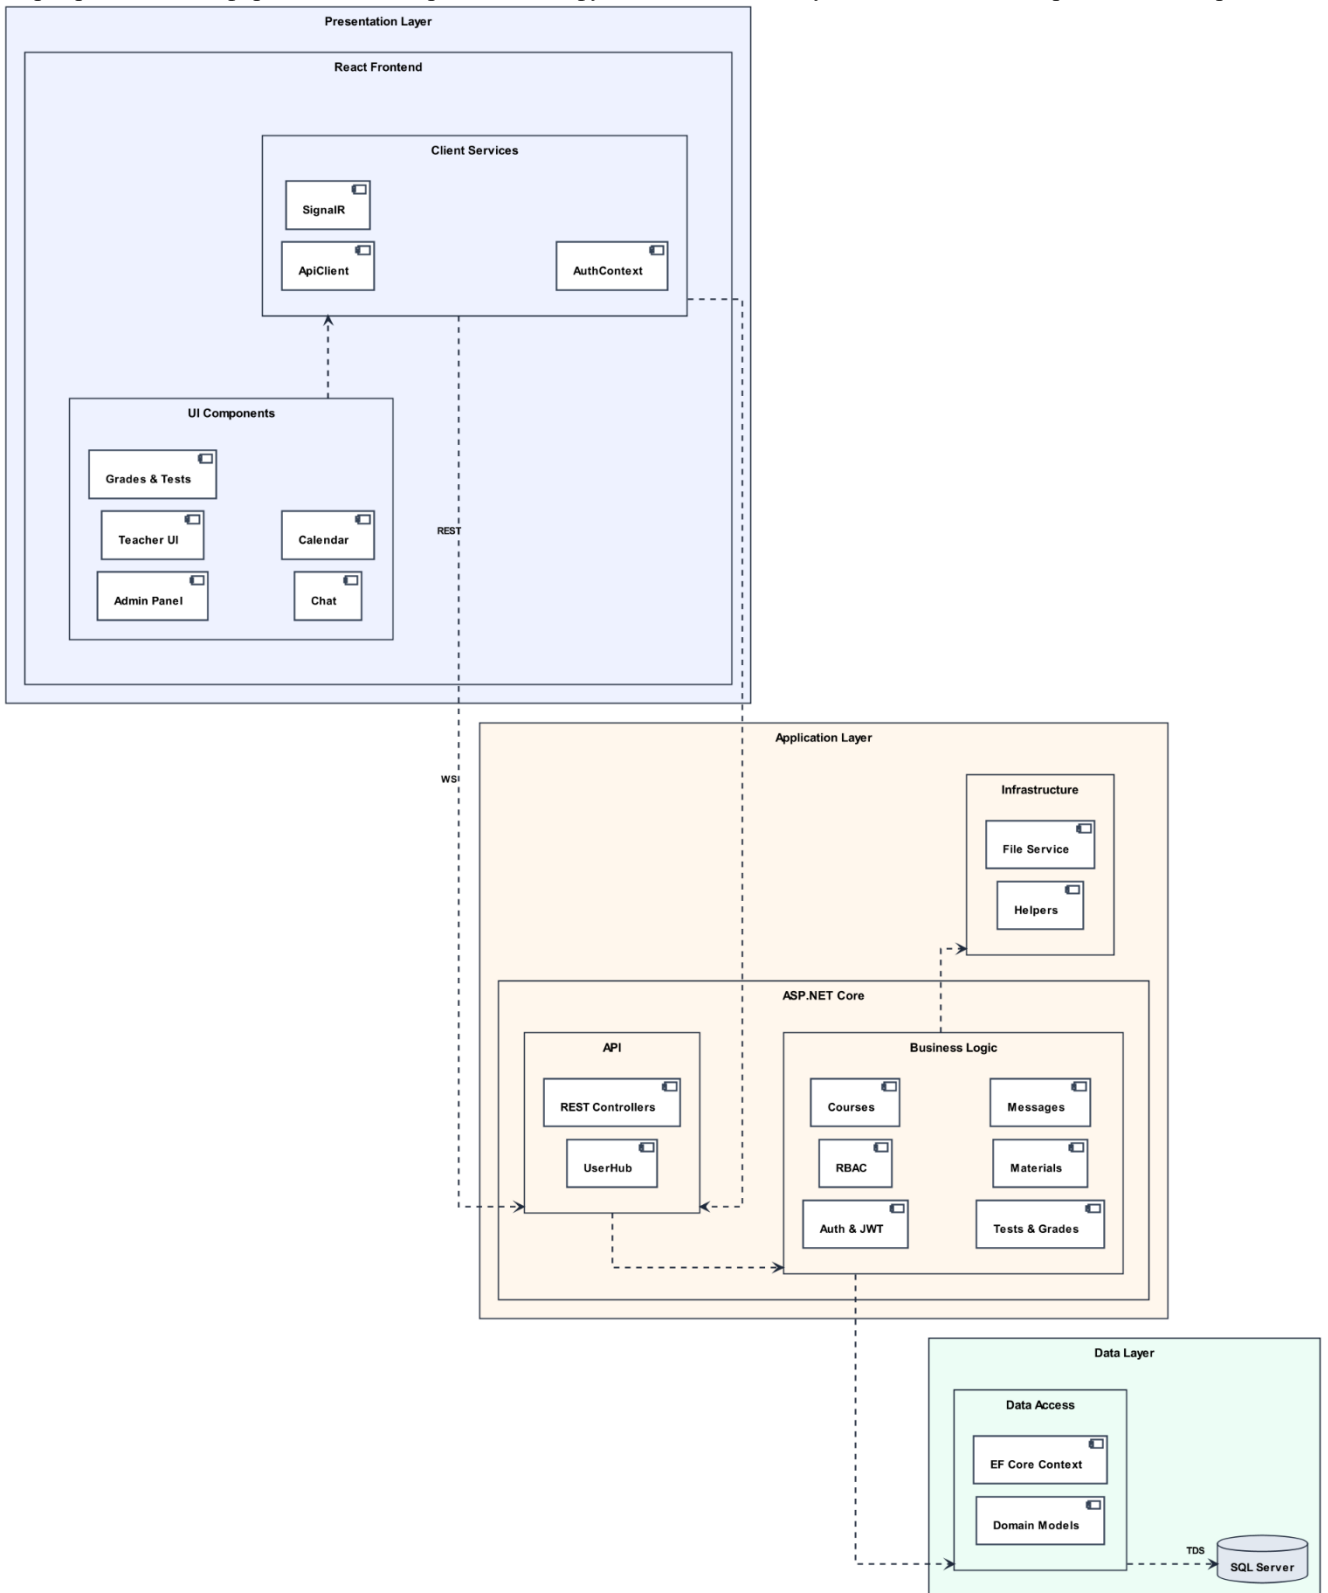 Presentation Layer
React Frontend
Client Services
SignalR
ApiClient
AuthContext
UI Components
Grades & Tests
Teacher UI
Calendar
Admin Panel
Chat
REST
WS
Application Layer
Infrastructure
File Service
Helpers
ASP.NET Core
API
REST Controllers
UserHub
Business Logic
Courses
Messages
RBAC
Materials
Auth & JWT
Tests & Grades
Data Layer
Data Access
EF Core Context
Domain Models
TDS
SQL Server